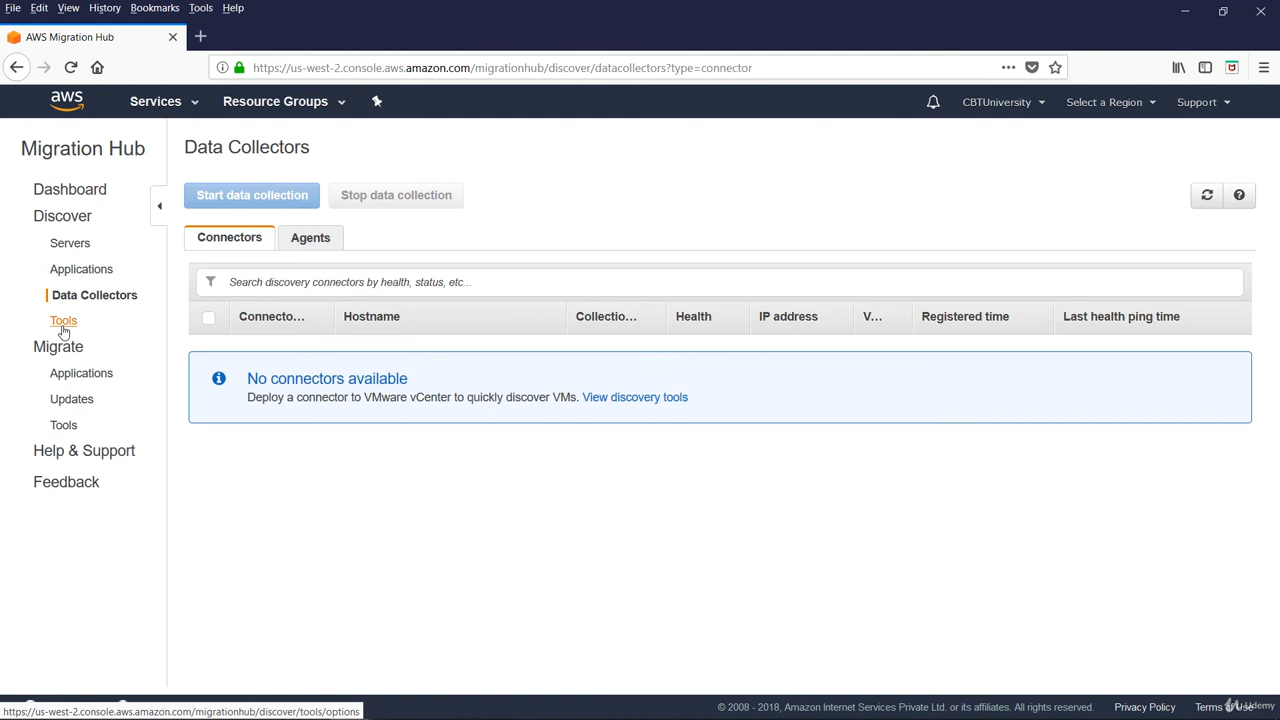 File Edit View History Bookmarks Tools Help
AWS Migration Hub
https://us-west-2.console.aws.amazon.com/migrationhub/discover/datacollectors?type=connector
aws Services Resource Groups CBTUniversity Select a Region Support
Migration Hub
Dashboard
Discover
Servers
Applications
Data Collectors
Tools
Migrate
Applications
Updates
Tools
Help & Support
Feedback
Data Collectors
Start data collection Stop data collection
Connectors Agents
Search discovery connectors by health, status, etc...
Connecto... Hostname Collectio... Health IP address V... Registered time Last health ping time
No connectors available
Deploy a connector to VMware vCenter to quickly discover VMs. View discovery tools
https://us-west-2.console.aws.amazon.com/migrationhub/discover/tools/options
© 2008 - 2018, Amazon Internet Services Private Ltd. or its affiliates. All rights reserved. Privacy Policy Terms of Use
Udemy